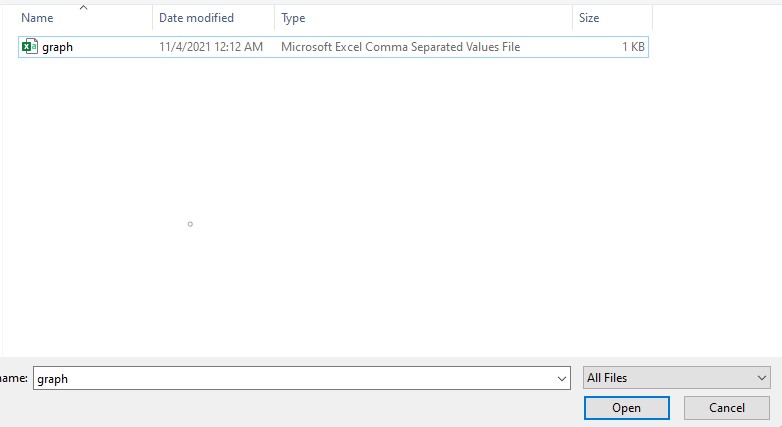 Name Date modified Type Size
graph 11/4/2021 12:12 AM Microsoft Excel Comma Separated Values File 1 KB
name: graph All Files
Open Cancel